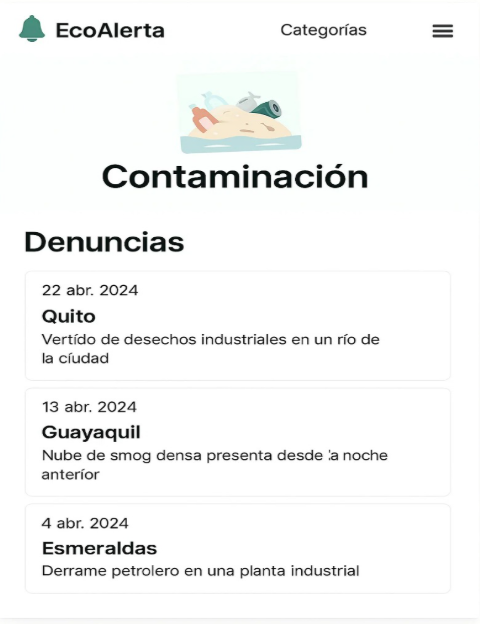 EcoAlerta
Categorías
Contaminación
Denuncias
22 abr. 2024
Quito
Vertído de desechos industriales en un río de
la cíudad
13 abr. 2024
Guayaquil
Nube de smog densa presenta desde la noche
anteríor
4 abr. 2024
Esmeraldas
Derrame petrolero en una planta industrial